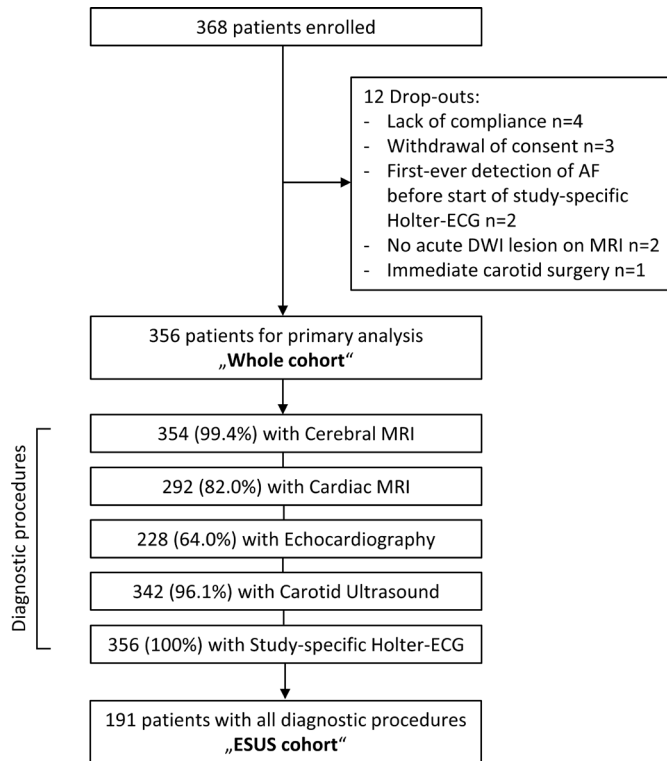 368 patients enrolled
12 Drop-outs:
- Lack of compliance n=4
- Withdrawal of consent n=3
- First-ever detection of AF
before start of study-specific
Holter-ECG n=2
- No acute DWI lesion on MRI n=2
- Immediate carotid surgery n=1
356 patients for primary analysis
„Whole cohort“
Diagnostic procedures
354 (99.4%) with Cerebral MRI
292 (82.0%) with Cardiac MRI
228 (64.0%) with Echocardiography
342 (96.1%) with Carotid Ultrasound
356 (100%) with Study-specific Holter-ECG
191 patients with all diagnostic procedures
„ESUS cohort“